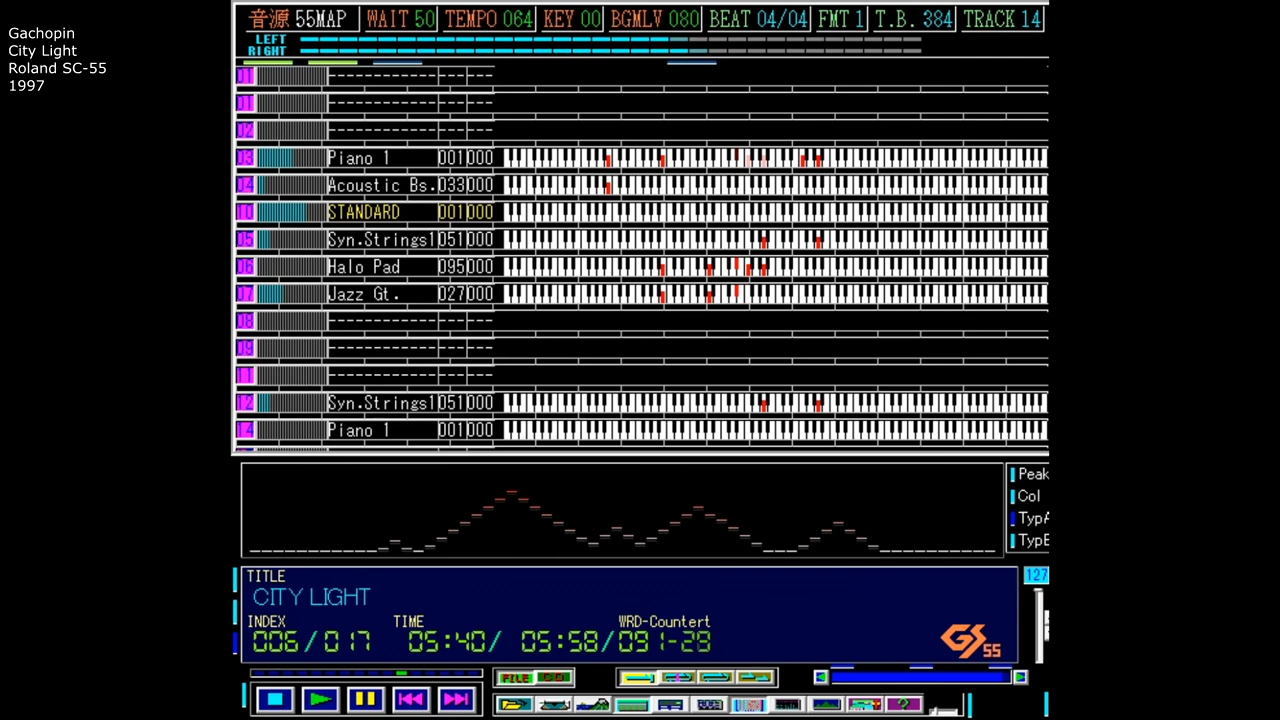 Gachopin
City Light
Roland SC-55
1997
音源 55MAP WAIT 50 TEMPO 064 KEY 00 BGMLV 080 BEAT 04/04 FMT 1 T.B. 384 TRACK 14
LEFT
RIGHT
01
01
02
03 Piano 1 001 000
04 Acoustic Bs. 033 000
10 STANDARD 001 000
05 Syn.Strings1 051 000
06 Halo Pad 095 000
07 Jazz Gt. 027 000
08
09
11
12 Syn.Strings1 051 000
14 Piano 1 001 000
Peak
Col
TypA
TypB
TITLE
127
CITY LIGHT
INDEX TIME WRD-Countert
006/017 05:40/ 05:58/091-28
GS 55
FILE
?